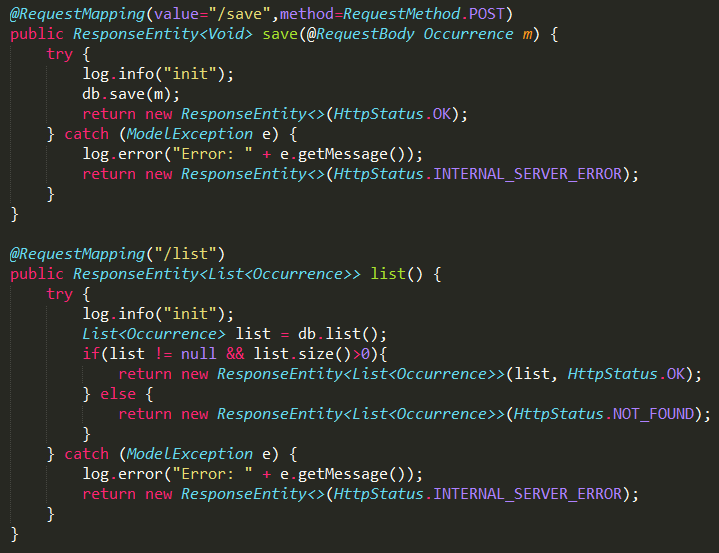 @RequestMapping(value="/save",method=RequestMethod.POST)
public ResponseEntity<Void> save(@RequestBody Occurrence m) {
    try {
        log.info("init");
        db.save(m);
        return new ResponseEntity<>(HttpStatus.OK);
    } catch (ModelException e) {
        log.error("Error: " + e.getMessage());
        return new ResponseEntity<>(HttpStatus.INTERNAL_SERVER_ERROR);
    }
}

@RequestMapping("/list")
public ResponseEntity<List<Occurrence>> list() {
    try {
        log.info("init");
        List<Occurrence> list = db.list();
        if(list != null && list.size()>0){
            return new ResponseEntity<List<Occurrence>>(list, HttpStatus.OK);
        } else {
            return new ResponseEntity<List<Occurrence>>(HttpStatus.NOT_FOUND);
        }
    } catch (ModelException e) {
        log.error("Error: " + e.getMessage());
        return new ResponseEntity<>(HttpStatus.INTERNAL_SERVER_ERROR);
    }
}